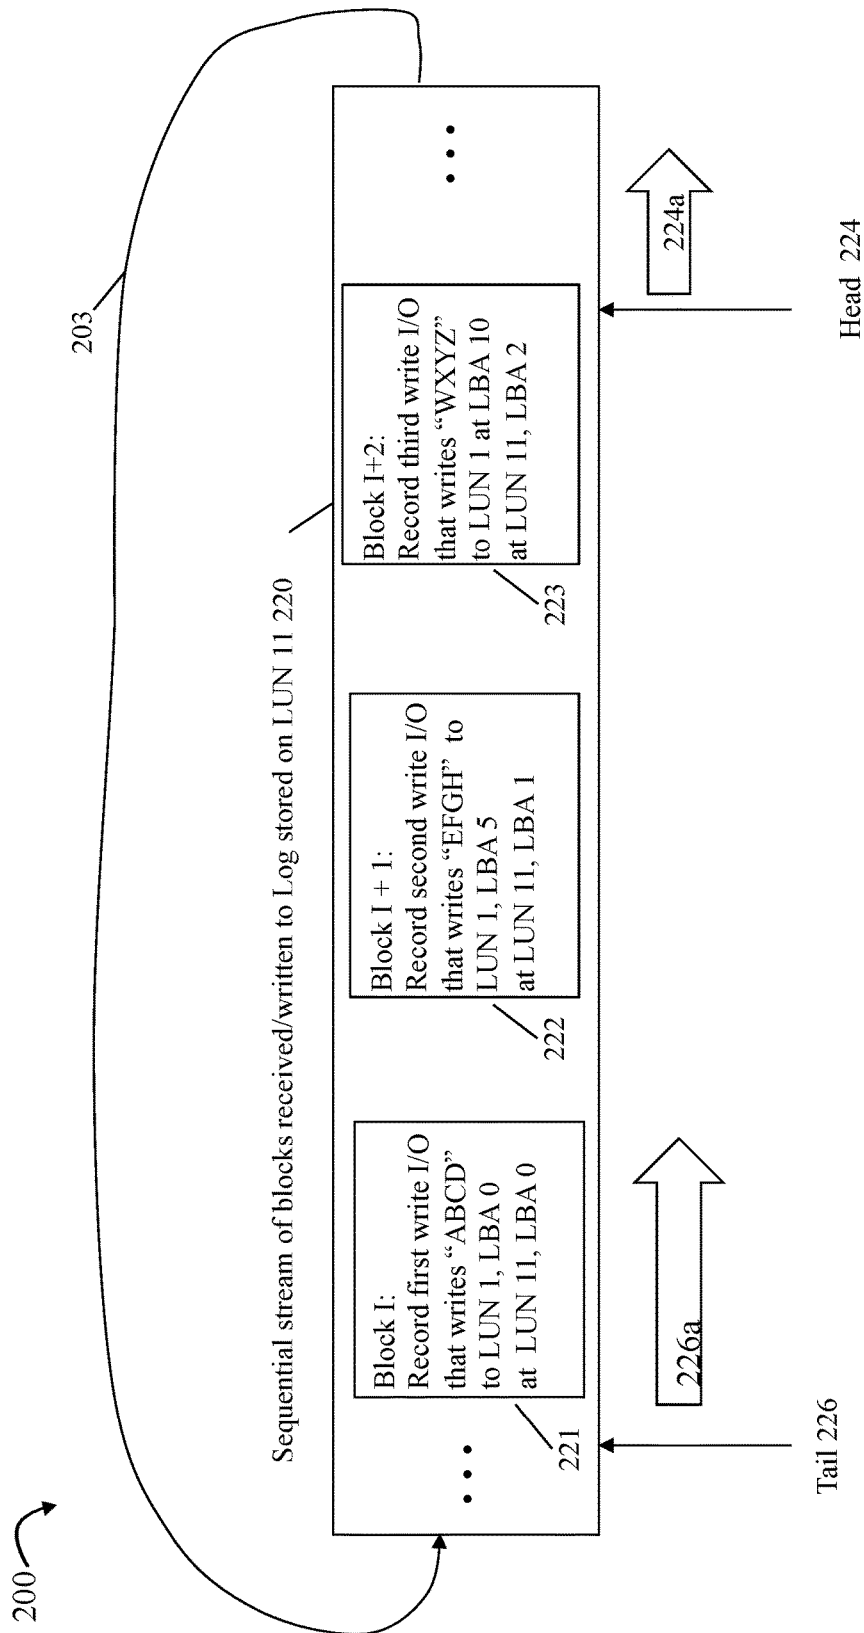 200
203
Sequential stream of blocks received/written to Log stored on LUN 11 220
...
Block I:
Record first write I/O
that writes “ABCD”
to LUN 1, LBA 0
at LUN 11, LBA 0
221
Block I + 1:
Record second write I/O
that writes “EFGH” to
LUN 1, LBA 5
at LUN 11, LBA 1
222
Block I+2:
Record third write I/O
that writes “WXYZ”
to LUN 1 at LBA 10
at LUN 11, LBA 2
223
...
226a
224a
Tail 226
Head 224